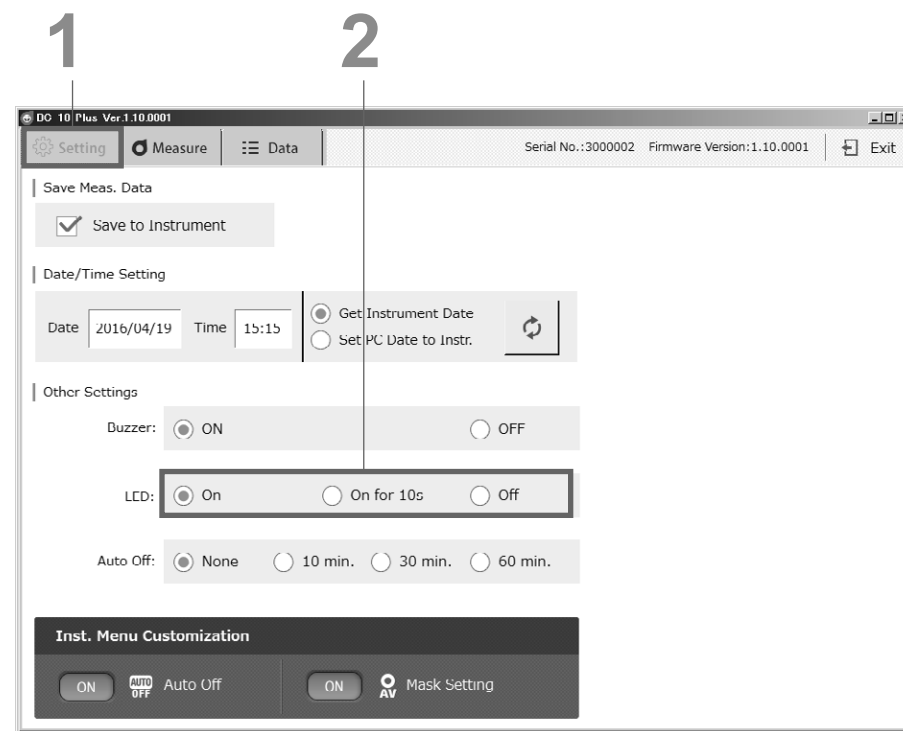 1 2
DC 10 Plus Ver.1.10.0001
Setting Measure Data Serial No.:3000002 Firmware Version:1.10.0001 Exit
Save Meas. Data
Save to Instrument
Date/Time Setting
Date 2016/04/19 Time 15:15 Get Instrument Date
Set PC Date to Instr.
Other Settings
Buzzer: ON OFF
LED: On On for 10s Off
Auto Off: None 10 min. 30 min. 60 min.
Inst. Menu Customization
ON AUTO OFF Auto Off ON AV Mask Setting